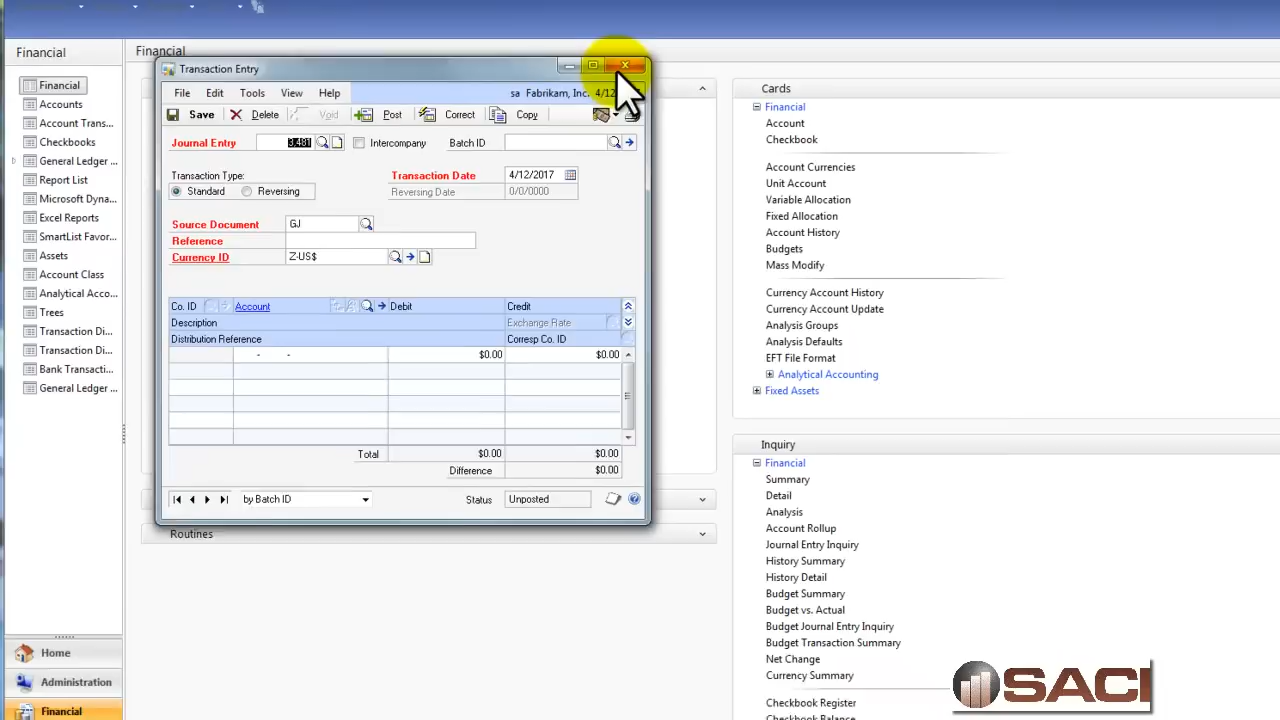 Financial
Financial
Financial
Accounts
Account Trans...
Checkbooks
General Ledger ...
Report List
Microsoft Dyna...
Excel Reports
SmartList Favor...
Assets
Account Class
Analytical Acco...
Trees
Transaction Di...
Transaction Di...
Bank Transacti...
General Ledger ...
Home
Administration
Financial
Transaction Entry
File Edit Tools View Help
sa Fabrikam, Inc. 4/12
Save Delete Void Post Correct Copy
Journal Entry 3,481 Intercompany Batch ID
Transaction Type:
Standard Reversing
Transaction Date 4/12/2017
Reversing Date 0/0/0000
Source Document GJ
Reference
Currency ID Z-US$
Co. ID Account Debit Credit
Description Exchange Rate
Distribution Reference Corresp Co. ID
- - $0.00 $0.00
Total $0.00 $0.00
Difference $0.00
by Batch ID Status Unposted
Routines
Cards
Financial
Account
Checkbook
Account Currencies
Unit Account
Variable Allocation
Fixed Allocation
Account History
Budgets
Mass Modify
Currency Account History
Currency Account Update
Analysis Groups
Analysis Defaults
EFT File Format
Analytical Accounting
Fixed Assets
Inquiry
Financial
Summary
Detail
Analysis
Account Rollup
Journal Entry Inquiry
History Summary
History Detail
Budget Summary
Budget vs. Actual
Budget Journal Entry Inquiry
Budget Transaction Summary
Net Change
Currency Summary
Checkbook Register
Checkbook Balance
SACI